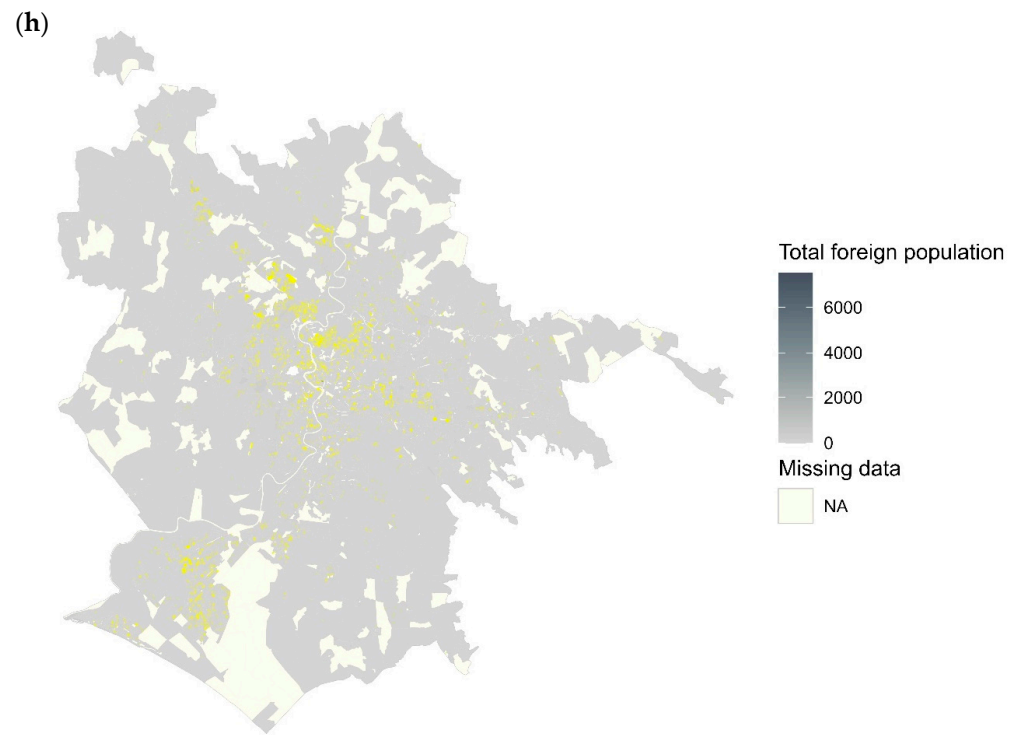 (h)
Total foreign population
6000
4000
2000
0
Missing data
NA